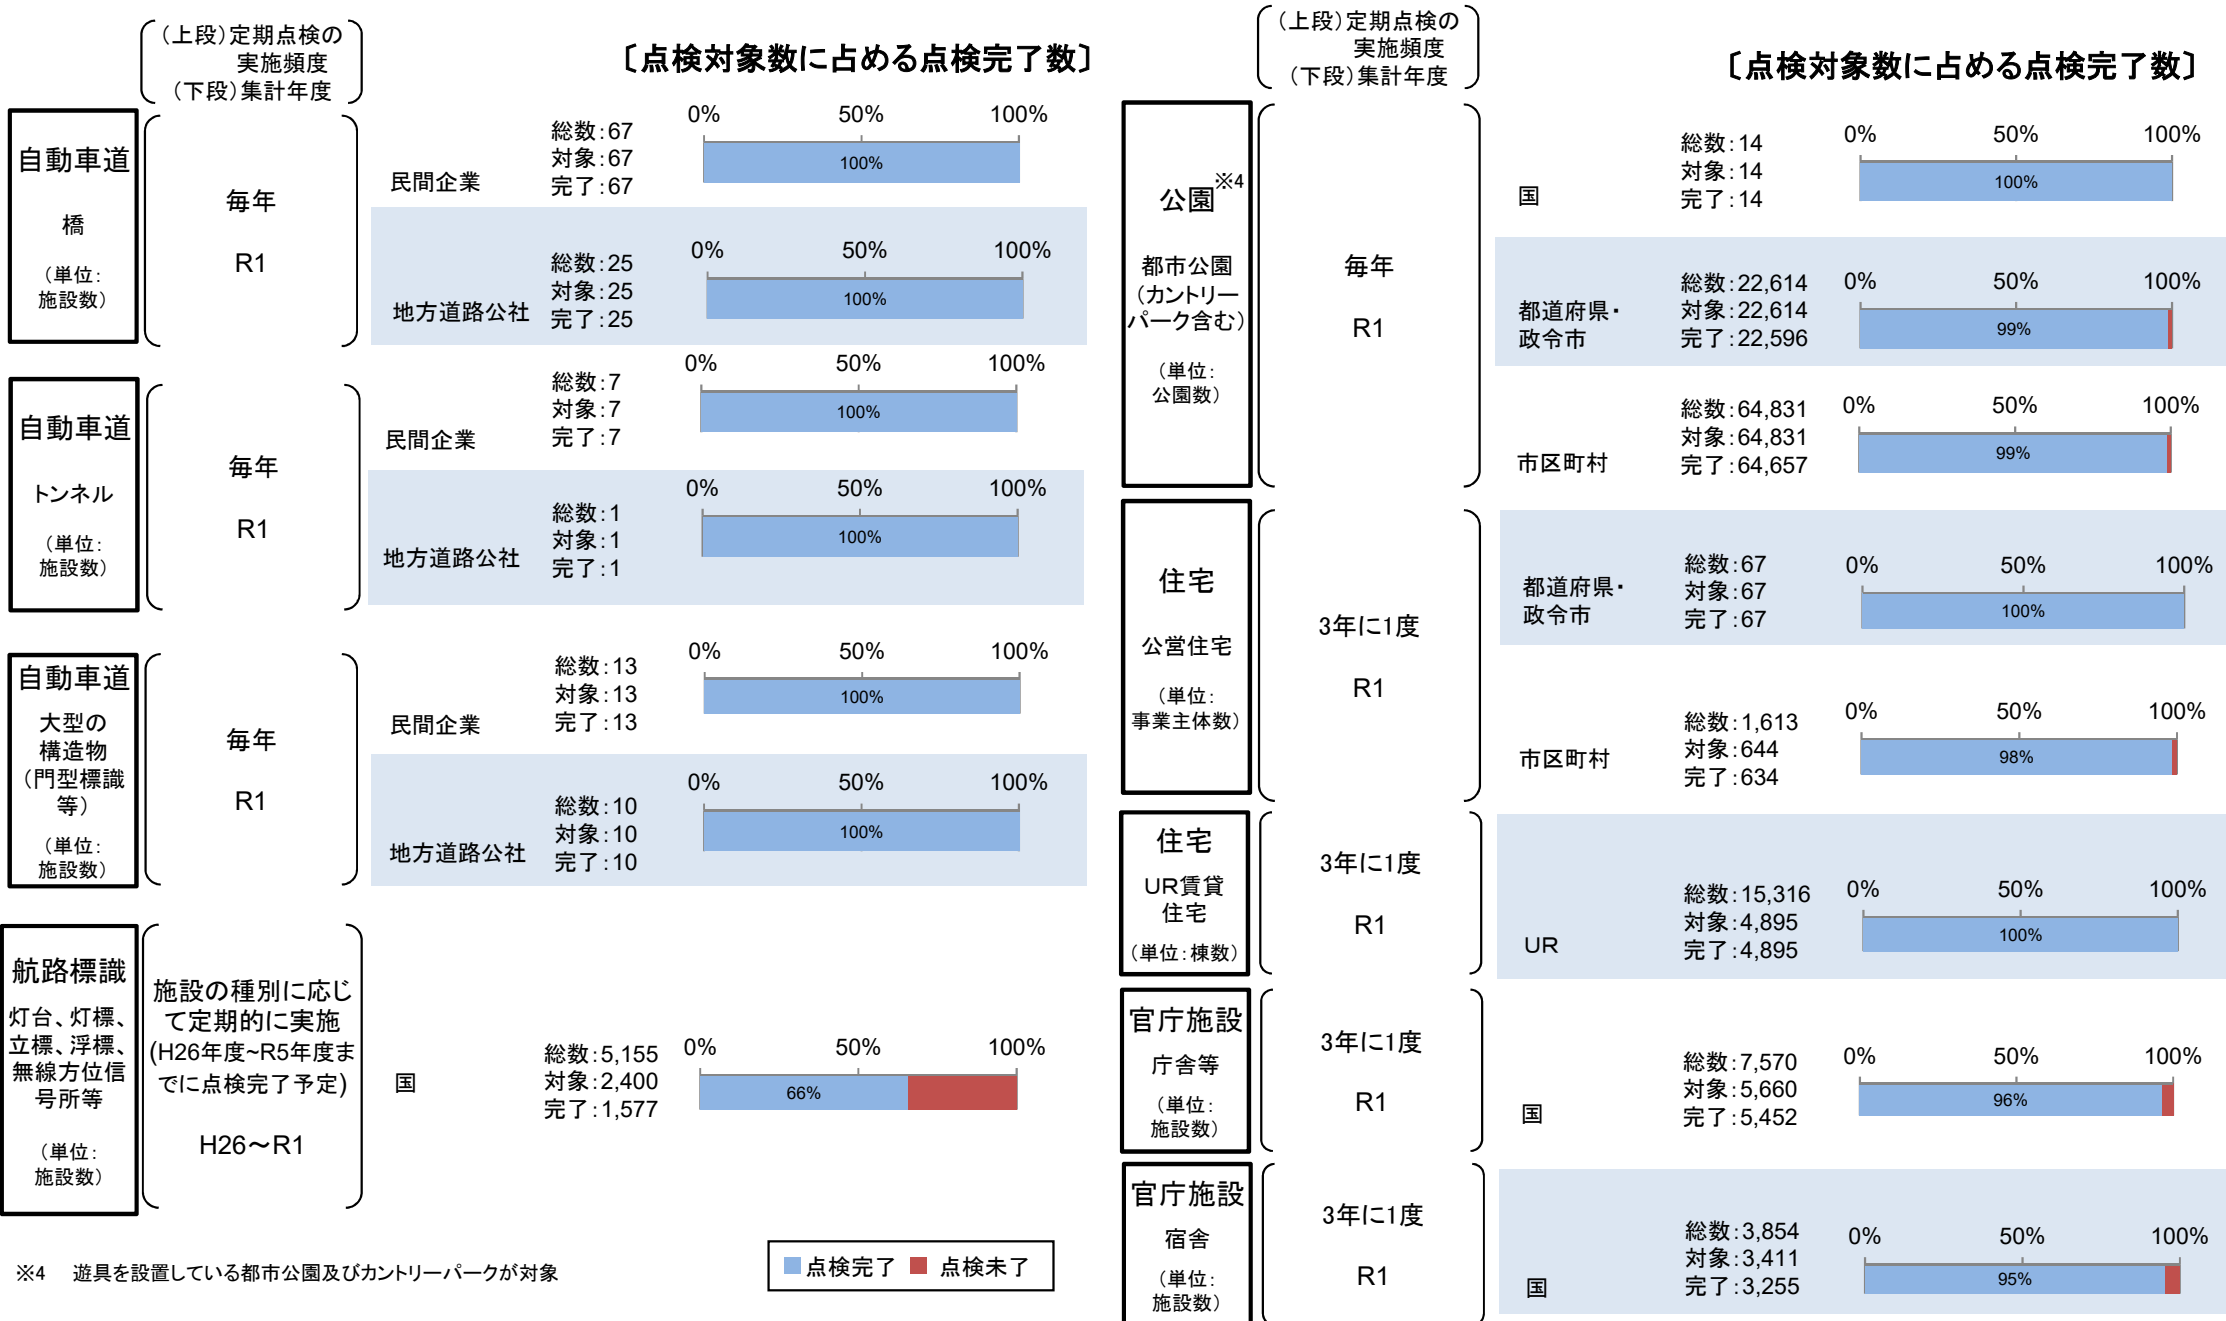 (上段)定期点検の
実施頻度
(下段)集計年度
〔点検対象数に占める点検完了数〕
自動車道
橋
(単位:
施設数)
毎年
R1
民間企業
総数:67
対象:67
完了:67
0% 50% 100%
100%
地方道路公社
総数:25
対象:25
完了:25
0% 50% 100%
100%
自動車道
トンネル
(単位:
施設数)
毎年
R1
民間企業
総数:7
対象:7
完了:7
0% 50% 100%
100%
地方道路公社
総数:1
対象:1
完了:1
0% 50% 100%
100%
自動車道
大型の
構造物
(門型標識
等)
(単位:
施設数)
毎年
R1
民間企業
総数:13
対象:13
完了:13
0% 50% 100%
100%
地方道路公社
総数:10
対象:10
完了:10
0% 50% 100%
100%
航路標識
灯台、灯標、
立標、浮標、
無線方位信
号所等
(単位:
施設数)
施設の種別に応じ
て定期的に実施
(H26年度~R5年度ま
でに点検完了予定)
H26～R1
国
総数:5,155
対象:2,400
完了:1,577
0% 50% 100%
66%
※4 遊具を設置している都市公園及びカントリーパークが対象
点検完了 点検未了
(上段)定期点検の
実施頻度
(下段)集計年度
〔点検対象数に占める点検完了数〕
公園※4
都市公園
(カントリー
パーク含む)
(単位:
公園数)
毎年
R1
国
総数:14
対象:14
完了:14
0% 50% 100%
100%
都道府県・
政令市
総数:22,614
対象:22,614
完了:22,596
0% 50% 100%
99%
市区町村
総数:64,831
対象:64,831
完了:64,657
0% 50% 100%
99%
住宅
公営住宅
(単位:
事業主体数)
3年に1度
R1
都道府県・
政令市
総数:67
対象:67
完了:67
0% 50% 100%
100%
市区町村
総数:1,613
対象:644
完了:634
0% 50% 100%
98%
住宅
UR賃貸
住宅
(単位:棟数)
3年に1度
R1
UR
総数:15,316
対象:4,895
完了:4,895
0% 50% 100%
100%
官庁施設
庁舎等
(単位:
施設数)
3年に1度
R1
国
総数:7,570
対象:5,660
完了:5,452
0% 50% 100%
96%
官庁施設
宿舎
(単位:
施設数)
3年に1度
R1
国
総数:3,854
対象:3,411
完了:3,255
0% 50% 100%
95%